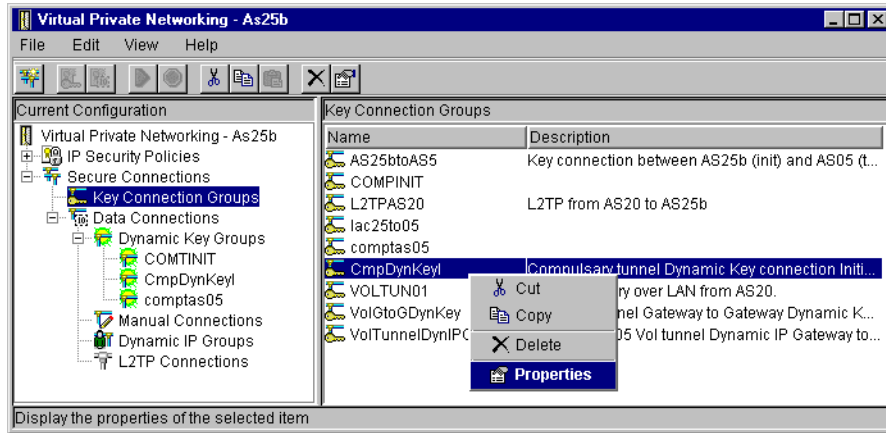 Virtual Private Networking - As25b
File Edit View Help
Current Configuration
Key Connection Groups
Virtual Private Networking - As25b
IP Security Policies
Secure Connections
Key Connection Groups
Data Connections
Dynamic Key Groups
COMTINIT
CmpDynKeyI
comptas05
Manual Connections
Dynamic IP Groups
L2TP Connections
Name Description
AS25btoAS5 Key connection between AS25b (init) and AS05 (t...
COMPINIT
L2TPAS20 L2TP from AS20 to AS25b
lac25to05
comptas05
CmpDynKeyI Compulsary tunnel Dynamic Key connection Initi...
VOLTUN01 ry over LAN from AS20.
VolGtoGDynKey nel Gateway to Gateway Dynamic K...
VolTunnelDynIPG 05 Vol tunnel Dynamic IP Gateway to...
Cut
Copy
Delete
Properties
Display the properties of the selected item